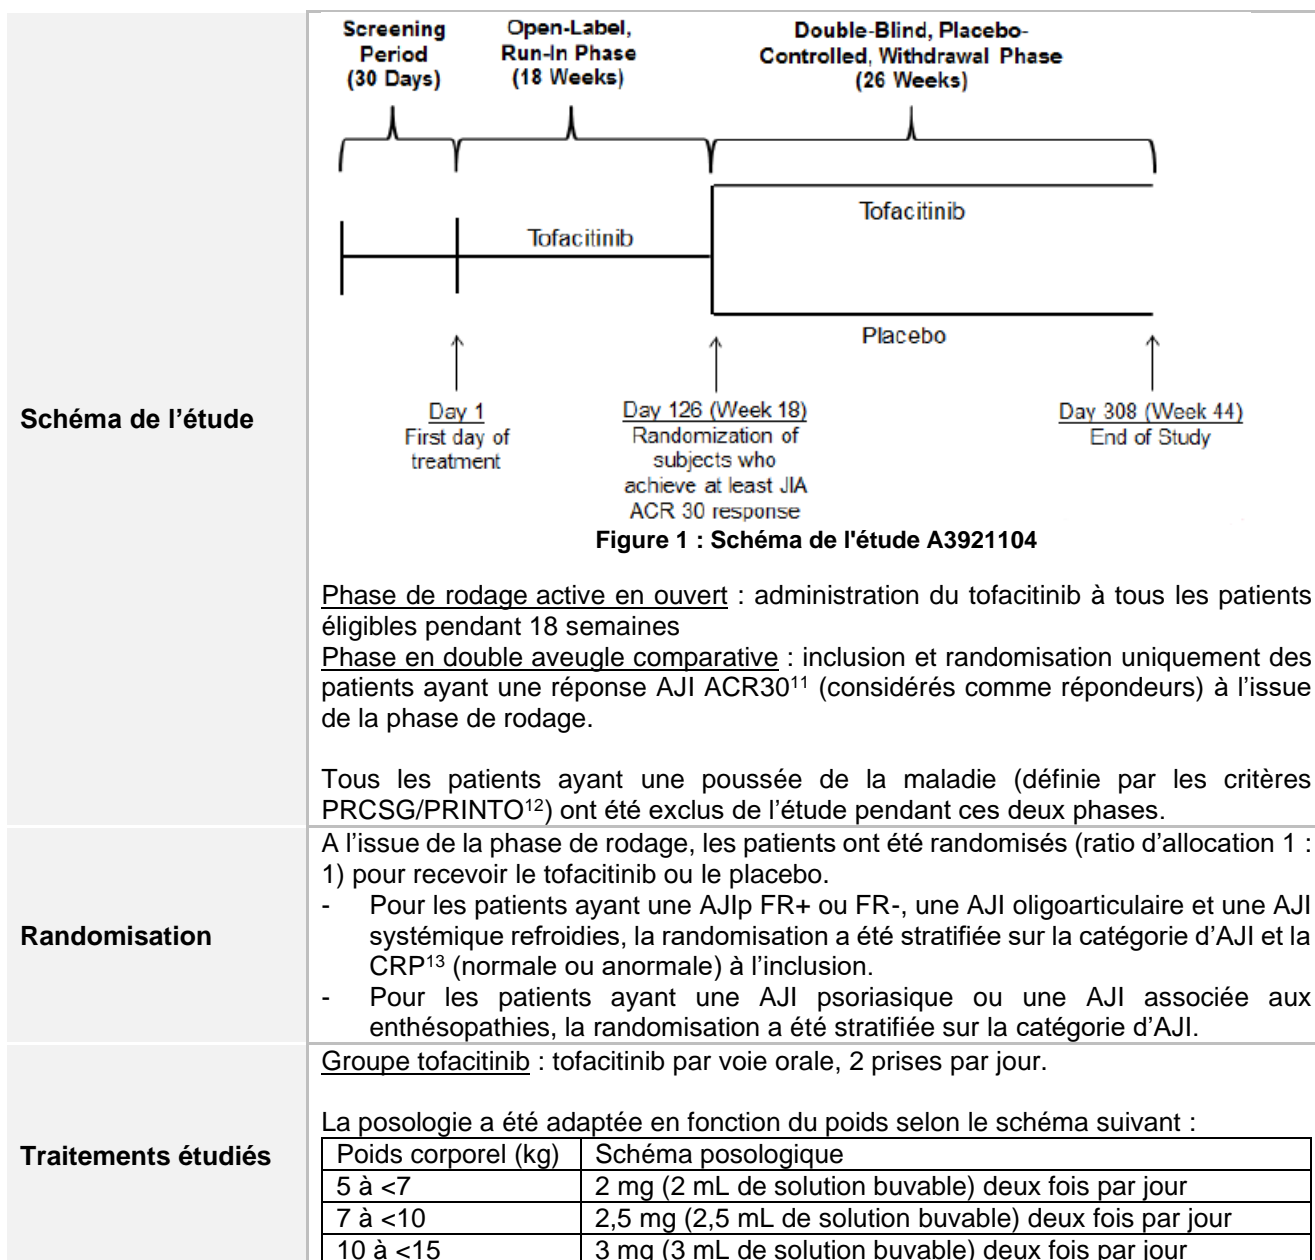 Schéma de l’étude
Screening
Period
(30 Days)
Open-Label,
Run-In Phase
(18 Weeks)
Double-Blind, Placebo-
Controlled, Withdrawal Phase
(26 Weeks)
Tofacitinib
Tofacitinib
Placebo
Day 1
First day of
treatment
Day 126 (Week 18)
Randomization of
subjects who
achieve at least JIA
ACR 30 response
Day 308 (Week 44)
End of Study
Figure 1 : Schéma de l'étude A3921104
Phase de rodage active en ouvert : administration du tofacitinib à tous les patients
éligibles pendant 18 semaines
Phase en double aveugle comparative : inclusion et randomisation uniquement des
patients ayant une réponse AJI ACR30¹¹ (considérés comme répondeurs) à l’issue
de la phase de rodage.
Tous les patients ayant une poussée de la maladie (définie par les critères
PRCSG/PRINTO¹²) ont été exclus de l’étude pendant ces deux phases.
Randomisation
A l’issue de la phase de rodage, les patients ont été randomisés (ratio d’allocation 1 :
1) pour recevoir le tofacitinib ou le placebo.
- Pour les patients ayant une AJIp FR+ ou FR-, une AJI oligoarticulaire et une AJI
systémique refroidies, la randomisation a été stratifiée sur la catégorie d’AJI et la
CRP¹³ (normale ou anormale) à l’inclusion.
- Pour les patients ayant une AJI psoriasique ou une AJI associée aux
enthésopathies, la randomisation a été stratifiée sur la catégorie d’AJI.
Traitements étudiés
Groupe tofacitinib : tofacitinib par voie orale, 2 prises par jour.
La posologie a été adaptée en fonction du poids selon le schéma suivant :
Poids corporel (kg) Schéma posologique
5 à <7 2 mg (2 mL de solution buvable) deux fois par jour
7 à <10 2,5 mg (2,5 mL de solution buvable) deux fois par jour
10 à <15 3 mg (3 mL de solution buvable) deux fois par jour